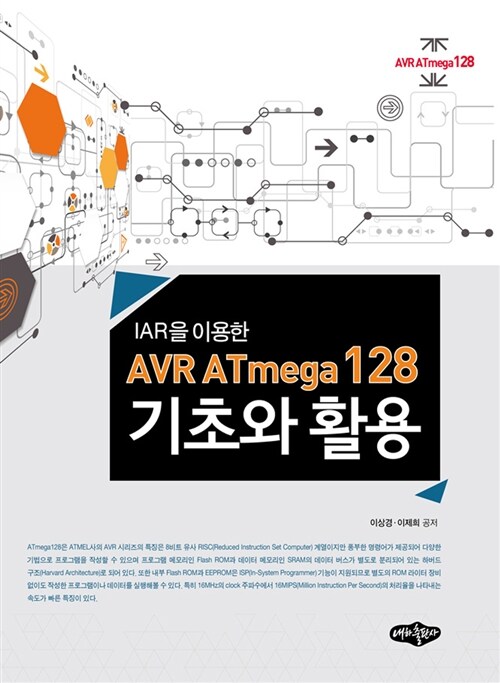 AVR ATmega128
IAR을 이용한
AVR ATmega 128
기초와 활용
이상경·이제희 공저
ATmega128은 ATMEL사의 AVR 시리즈의 특징은 8비트 유사 RISC(Reduced Instruction Set Computer) 계열이지만 풍부한 명령어가 제공되어 다양한
기법으로 프로그램을 작성할 수 있으며 프로그램 메모리인 Flash ROM과 데이터 메모리인 SRAM의 데이터 버스가 별도로 분리되어 있는 하버드
구조(Harvard Architecture)로 되어 있다. 또한 내부 Flash ROM과 EEPROM은 ISP(In-System Programmer) 기능이 지원되므로 별도의 ROM 라이터 장비
없이도 작성한 프로그램이나 데이터를 실행해볼 수 있다. 특히 16MHz의 clock 주파수에서 16MIPS(Million Instruction Per Second)의 처리율을 나타내는
속도가 빠른 특징이 있다.
내하출판사